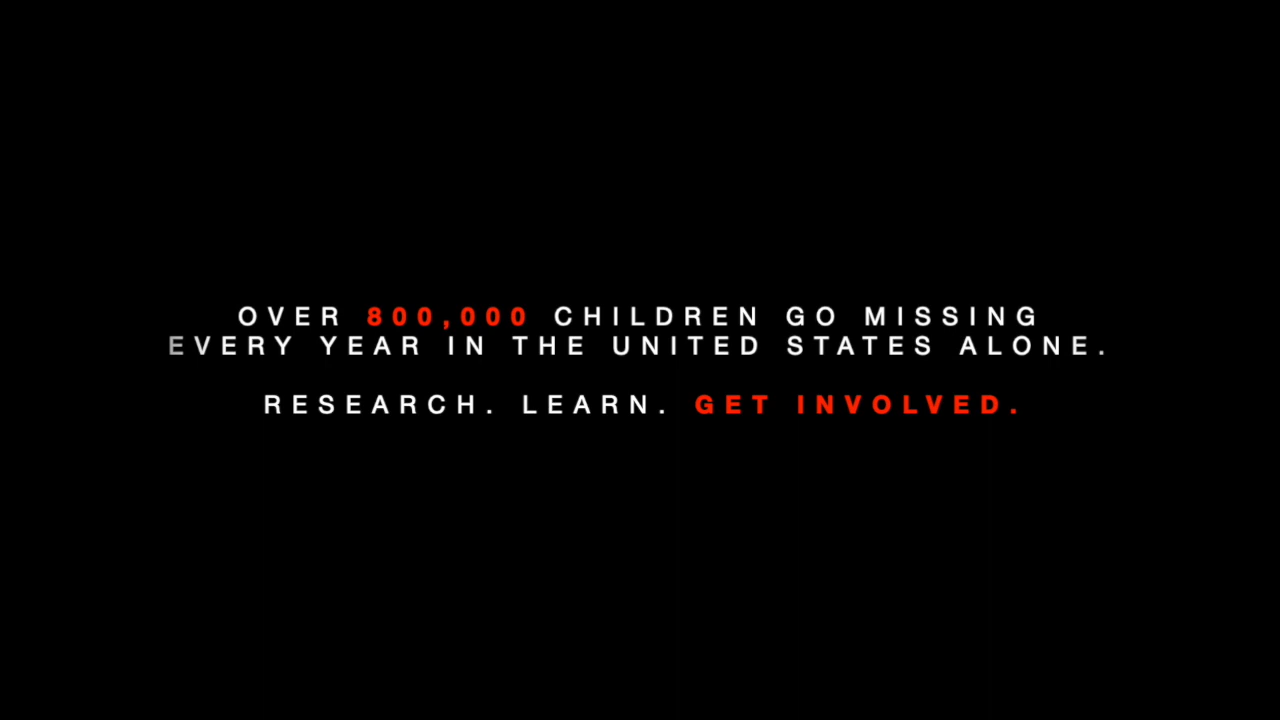 OVER 800,000 CHILDREN GO MISSING
EVERY YEAR IN THE UNITED STATES ALONE.
RESEARCH. LEARN. GET INVOLVED.